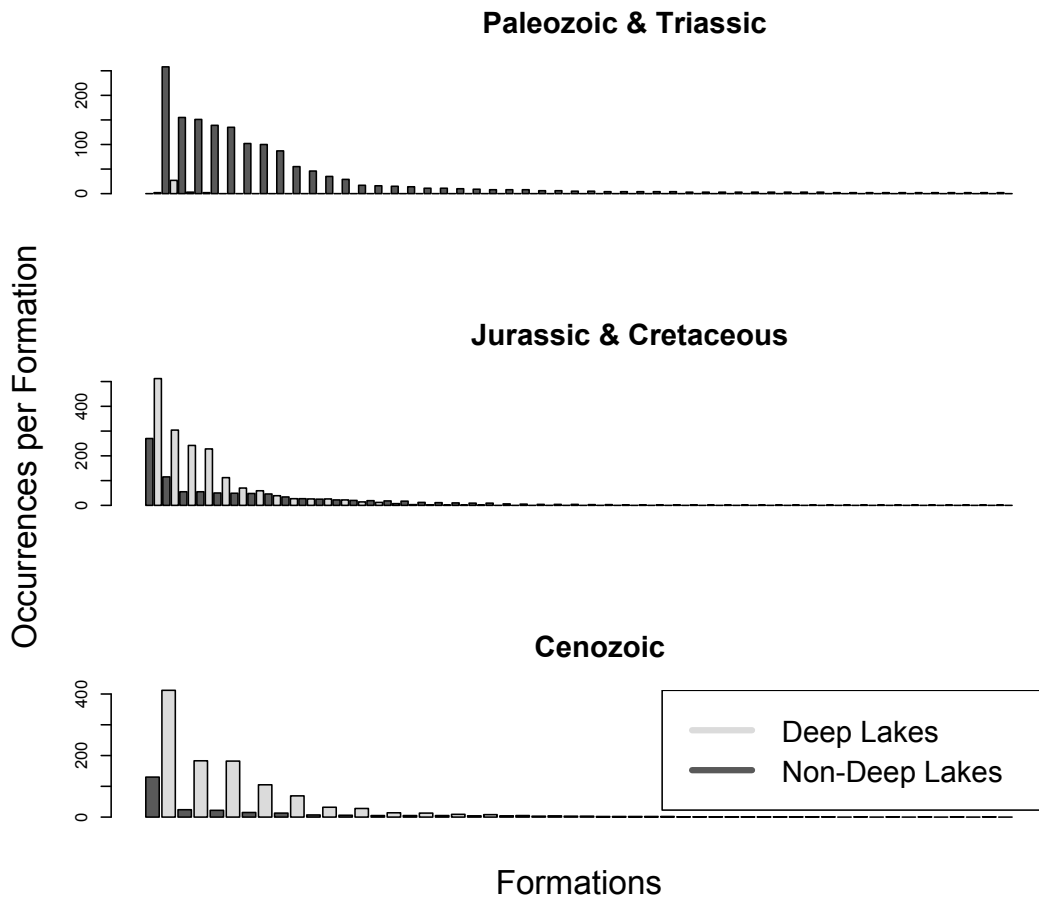 Paleozoic & Triassic
200
100
0
Occurrences per Formation
Jurassic & Cretaceous
400
200
0
Cenozoic
400
200
0
Deep Lakes
Non-Deep Lakes
Formations